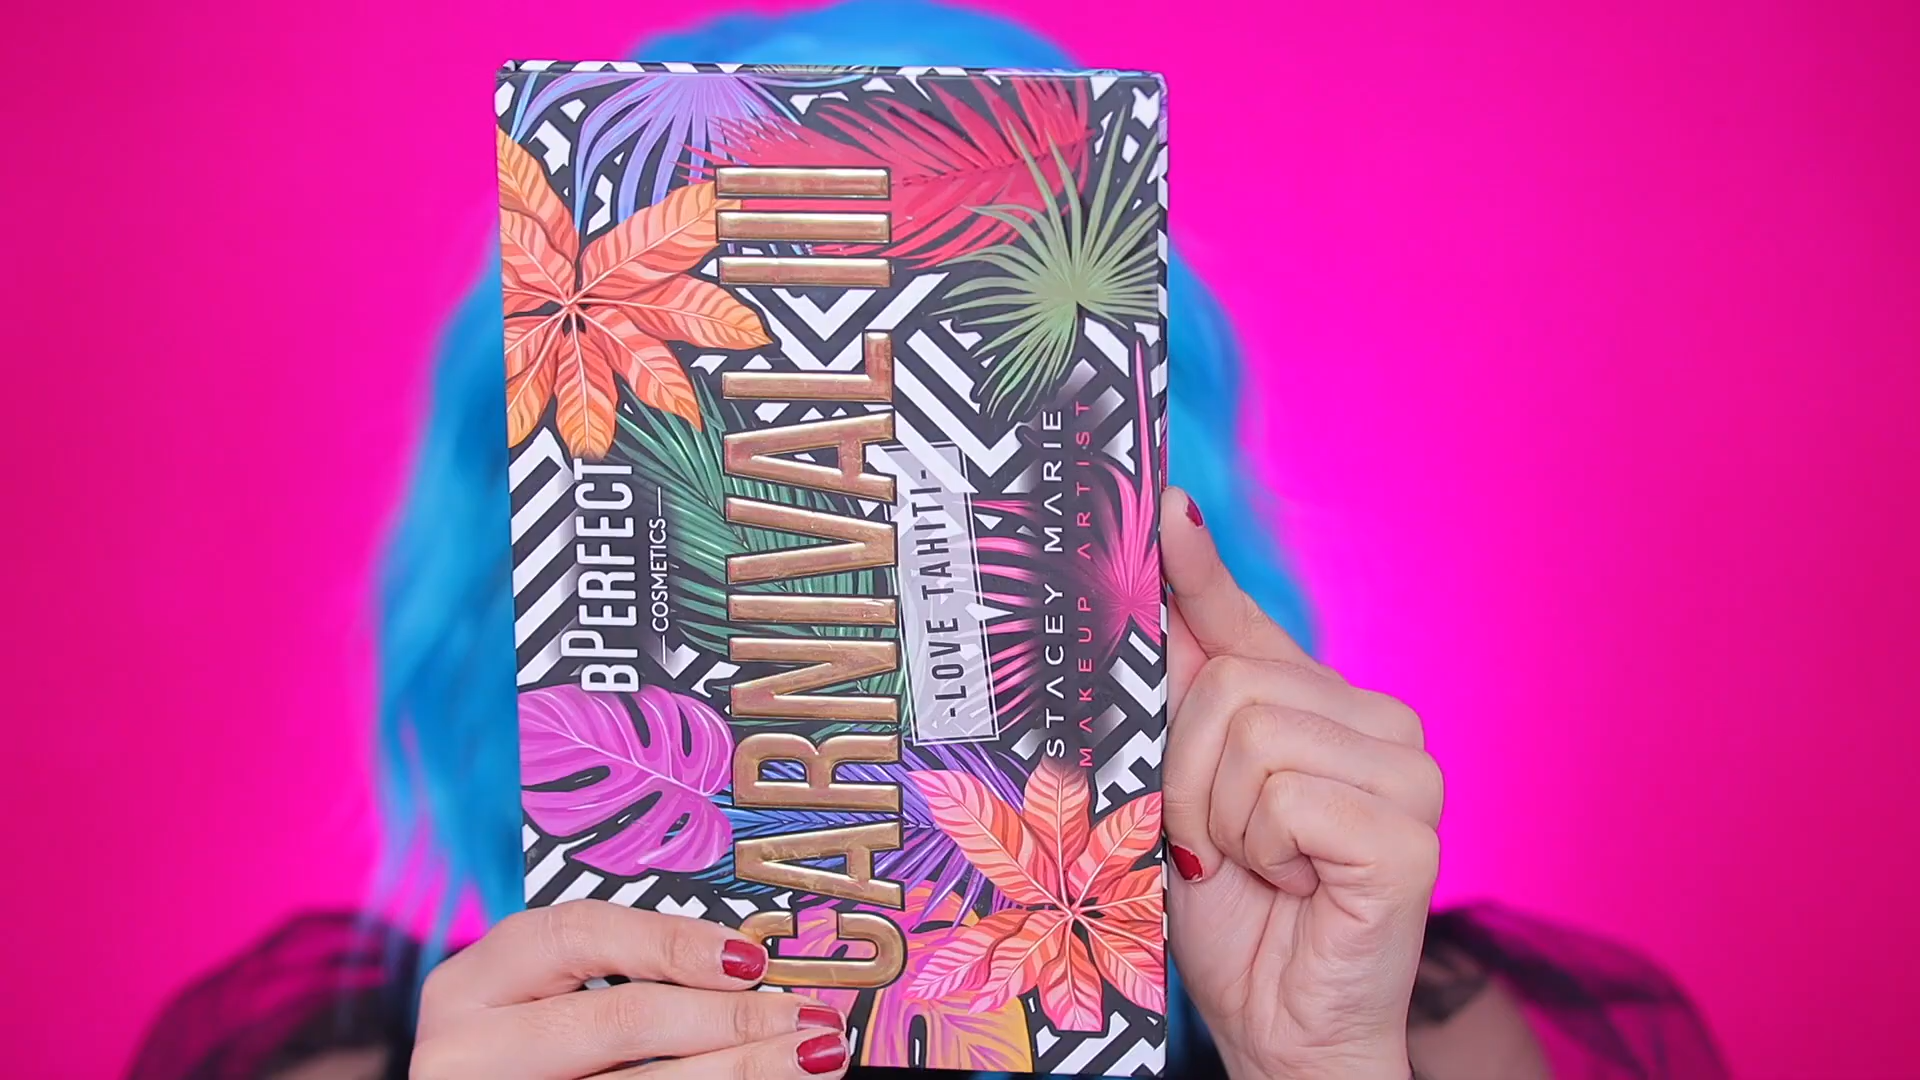 BPERFECT
COSMETICS
CARNIVAL III
-LOVE TAHITI-
STACEY MARIE
MAKEUP ARTIST